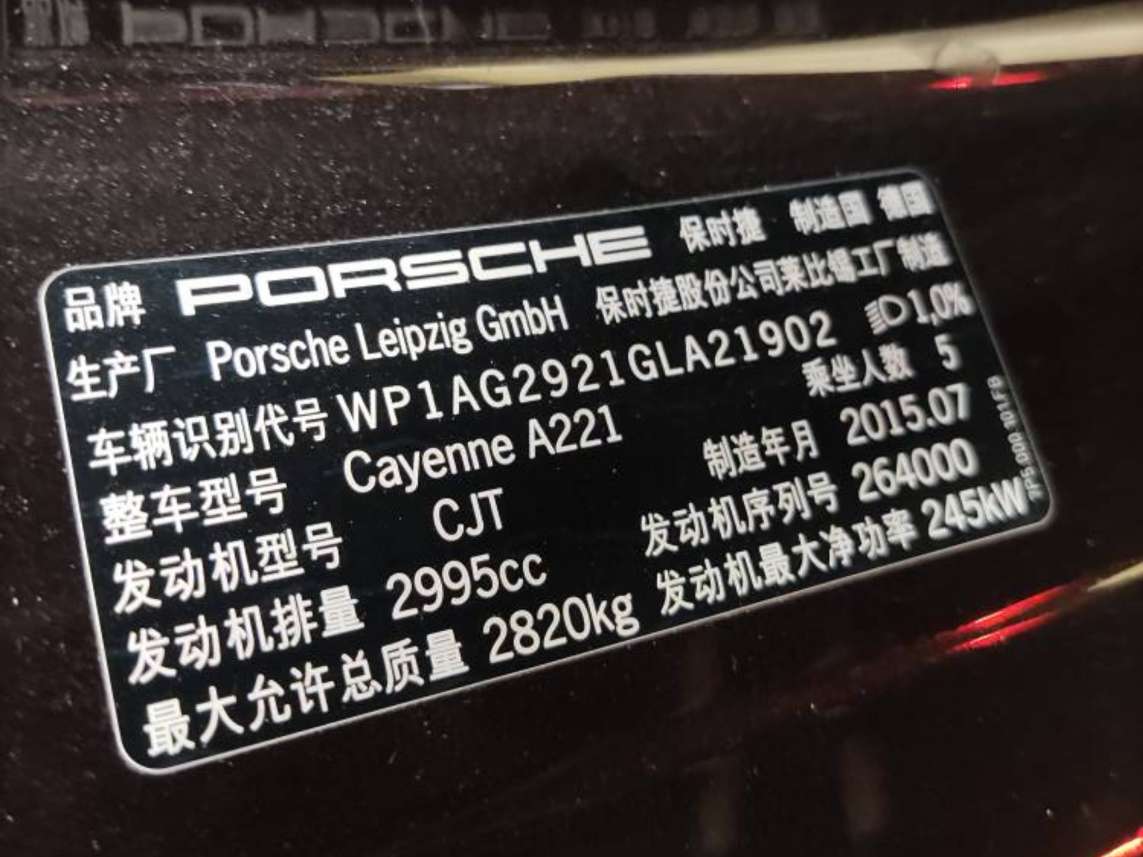 品牌 PORSCHE 保时捷 制造国 德国
生产厂 Porsche Leipzig GmbH 保时捷股份公司莱比锡工厂制造
车辆识别代号 WP1AG2921GLA21902 1,0%
整车型号 Cayenne A221 乘坐人数 5
发动机型号 CJT 制造年月 2015.07
发动机排量 2995cc 发动机序列号 264000
最大允许总质量 2820kg 发动机最大净功率 245kW